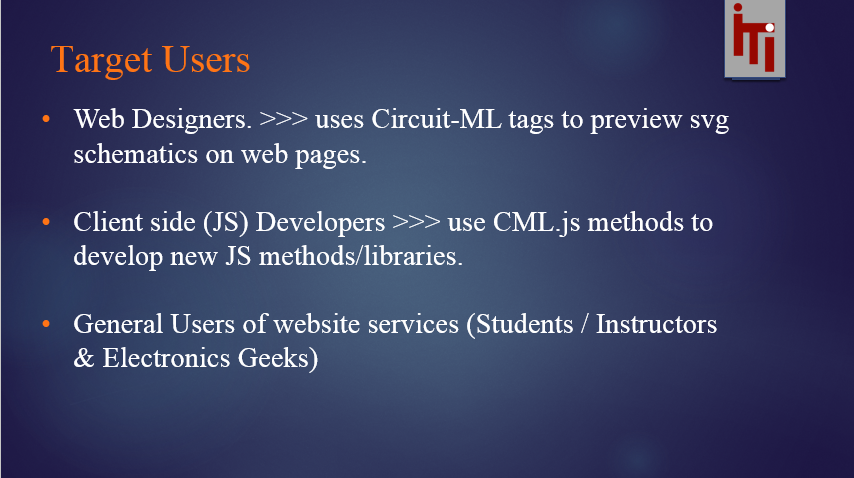 Target Users
• Web Designers. >>> uses Circuit-ML tags to preview svg
schematics on web pages.
• Client side (JS) Developers >>> use CML.js methods to
develop new JS methods/libraries.
• General Users of website services (Students / Instructors
& Electronics Geeks)
iTi